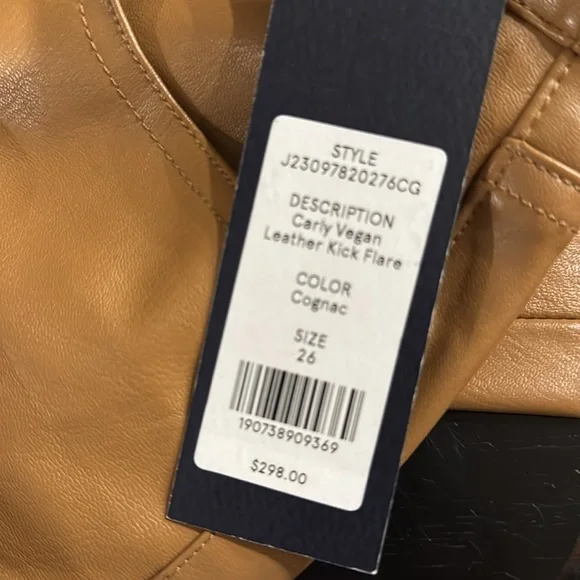 STYLE
J23097820276CG
DESCRIPTION
Carly Vegan
Leather Kick Flare
COLOR
Cognac
SIZE
26
190738909369
$298.00